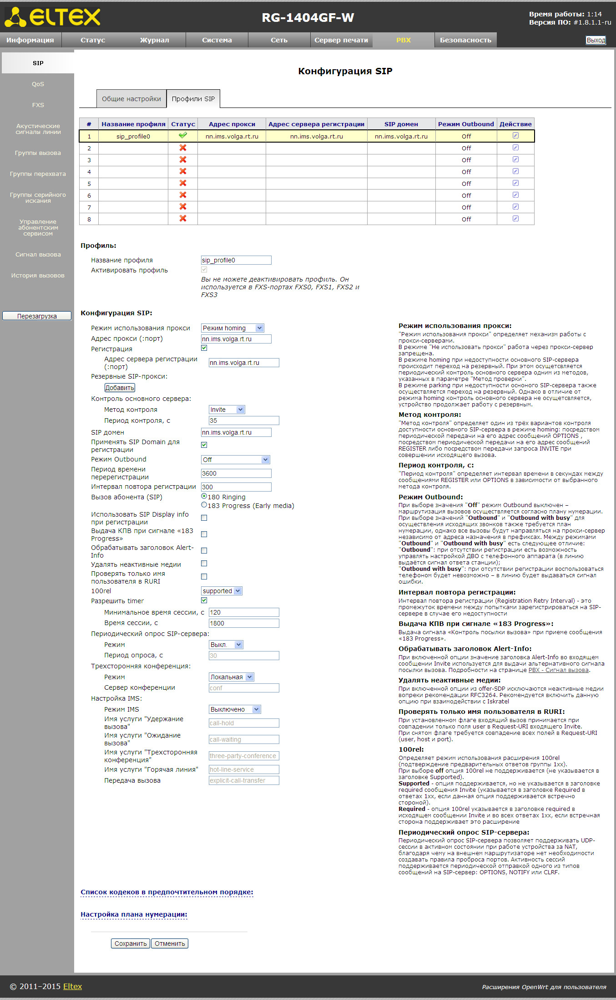 ELTEX
RG-1404GF-W
Время работы: 1:14
Версия ПО: #1.8.1.1-ru
Информация Статус Журнал Система Сеть Сервер печати PBX Безопасность Выход
SIP
QoS
FXS
Акустические
сигналы линии
Группы вызова
Группы перехвата
Группы серийного
искания
Управление
абонентским
сервисом
Сигнал вызова
История вызовов
Перезагрузка
Конфигурация SIP
Общие настройки Профили SIP
# Название профиля Статус Адрес прокси Адрес сервера регистрации SIP домен Режим Outbound Действие
1 sip_profile0 nn.ims.volga.rt.ru nn.ims.volga.rt.ru nn.ims.volga.rt.ru Off
2 Off
3 Off
4 Off
5 Off
6 Off
7 Off
8 Off
Профиль:
Название профиля sip_profile0
Активировать профиль
Вы не можете деактивировать профиль. Он
используется в FXS-портах FXS0, FXS1, FXS2 и
FXS3
Конфигурация SIP:
Режим использования прокси Режим homing
Адрес прокси (:порт) nn.ims.volga.rt.ru
Регистрация
Адрес сервера регистрации
(:порт) nn.ims.volga.rt.ru
Резервные SIP-прокси:
Добавить
Контроль основного сервера:
Метод контроля Invite
Период контроля, с 35
SIP домен nn.ims.volga.rt.ru
Применять SIP Domain для
регистрации
Режим Outbound Off
Период времени
перерегистрации 3600
Интервал повтора регистрации 300
Вызов абонента (SIP) 180 Ringing
183 Progress (Early media)
Использовать SIP Display info
при регистрации
Выдача КПВ при сигнале «183
Progress»
Обрабатывать заголовок Alert-
Info
Удалять неактивные медии
Проверять только имя
пользователя в RURI
100rel supported
Разрешить timer
Минимальное время сессии, с 120
Время сессии, с 1800
Периодический опрос SIP-сервера:
Режим Выкл.
Период опроса, с 30
Трехсторонняя конференция:
Режим Локальная
Сервер конференции conf
Настройка IMS:
Режим IMS Выключено
Имя услуги "Удержание
вызова" call-hold
Имя услуги "Ожидание
вызова" call-waiting
Имя услуги "Трехсторонняя
конференция" three-party-conference
Имя услуги "Горячая линия" hot-line-service
Передача вызова explicit-call-transfer
Режим использования прокси:
"Режим использования прокси" определяет механизм работы с
прокси-серверами.
В режиме "Не использовать прокси" работа через прокси-сервер
запрещена.
В режиме homing при недоступности основного SIP-сервера
происходит переход на резервный. При этом осущетсвляется
периодический контроль основного сервера одним из методов,
указанных в параметре "Метод проверки".
В режиме parking при недоступности осноного SIP-сервера также
осуществляется переход на резервный. Однако в отличие от
режима homing контроль основного сервера не осущетсвляется,
устройство продолжает работу с резервным.
Метод контроля:
"Метод контроля" определяет один из трёх вариантов контроля
доступности основного SIP-сервера в режиме homing: посредством
периодической передачи на его адрес сообщений OPTIONS ,
посредством периодической передачи на его адрес сообщений
REGISTER либо посредством передачи запроса INVITE при
совершении исходящего вызова.
Период контроля, с:
"Период контроля" определяет интервал времени в секундах между
сообщениями REGISTER или OPTIONS в зависимости от выбранного
метода контроля.
Режим Outbound:
При выборе значения "Off" режим Outbound выключен –
маршрутизация вызовов осуществляется согласно плану нумерации.
При выборе значений "Outbound" и "Outbound with busy" для
осуществления исходящих звонков также требуется план
нумерации, однако все вызовы будут направляться на прокси-сервер
независимо от адреса назначения в префиксах. Между режимами
"Outbound" и "Outbound with busy" есть следующее отличие:
"Outbound": при отсутствии регистрации есть возможность
управлять настройкой ДВО с телефонного аппарата (в линию
выдаётся сигнал ответа станции);
"Outbound with busy": при отсутствии регистрации воспользоваться
телефоном будет невозможно – в линию будет выдаваться сигнал
ошибки.
Интервал повтора регистрации:
Интервал повтора регистрации (Registration Retry Interval) - это
промежуток времени между попытками зарегистрироваться на SIP-
сервере в случае его недоступности
Выдача КПВ при сигнале «183 Progress»:
Выдача сигнала «Контроль посылки вызова» при приеме сообщения
«183 Progress».
Обрабатывать заголовок Alert-Info:
При включенной опции значение заголовка Alert-Info во входящем
сообщении Invite используется для выдачи альтернативного сигнала
посылки вызова. Подробности на странице PBX - Сигнал вызова.
Удалять неактивные медии:
При включенной опции из offer-SDP исключаются неактивные медии
вопреки рекомендации RFC3264. Рекомендуется включить данную
опцию при взаимодействии с Iskratel
Проверять только имя пользователя в RURI:
При установленном флаге входящий вызов принимается при
совпадении только поля user в Request-URI входящего Invite.
При снятом флаге требуется совпадение всех полей в Request-URI
(user, host и port).
100rel:
Определяет режим использования расширения 100rel
(подтверждение предварительных ответов группы 1xx).
При выборе off опция 100rel не поддерживается (не указывается в
заголовке Supported).
Supported - опция поддерживается, но не указывается в заголовке
required сообщения Invite (указывается в заголовке Required в
ответах 1xx, если данная опция поддерживается встречно
стороной).
Required - опция 100rel указывается в заголовке required в
исходящем сообщении Invite и во всех ответах 1xx, если встречная
сторона поддерживает это расширение
Периодический опрос SIP-сервера:
Периодический опрос SIP-сервера позволяет поддерживать UDP-
сессии в активном состоянии при работе устройства за NAT,
благодаря чему на внешнем маршрутизаторе нет необходимости
создавать правила проброса портов. Активность сессий
поддерживается периодической отправкой одного из типов
сообщений на SIP-сервер: OPTIONS, NOTIFY или CLRF.
Список кодеков в предпочтительном порядке:
Настройка плана нумерации:
Сохранить Отменить
© 2011–2015 Eltex
Расширения OpenWrt для пользователя